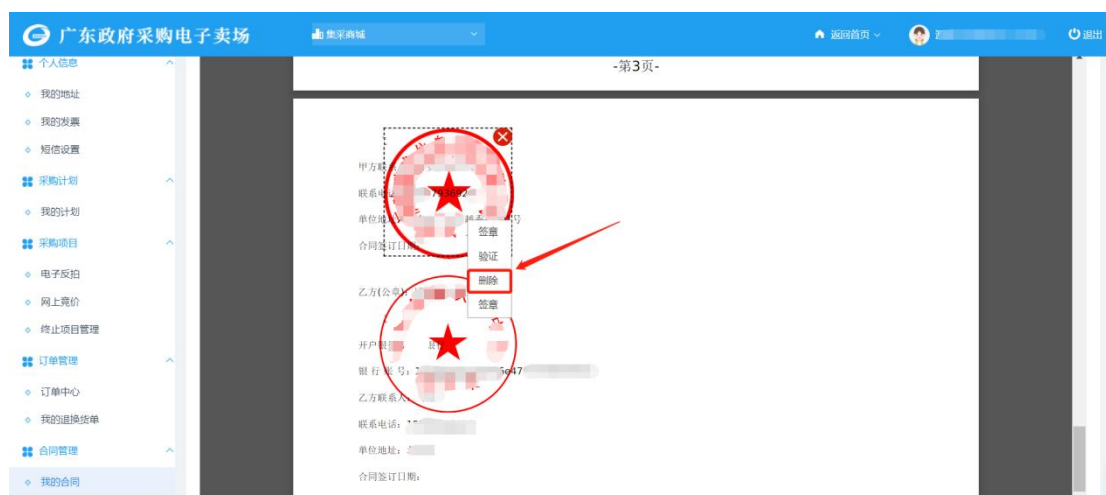 广东政府采购电子卖场
集采商城
返回首页
退出
个人信息
我的地址
我的发票
短信设置
采购计划
我的计划
采购项目
电子反拍
网上竞价
终止项目管理
订单管理
订单中心
我的退换货单
合同管理
我的合同
-第3页-
甲方联
联系电
单位地
号
合同签订日期
签章
验证
删除
签章
乙方(公章):
开户银
银 行 账 号:
乙方联系人:
联系电话:
单位地址:
合同签订日期: